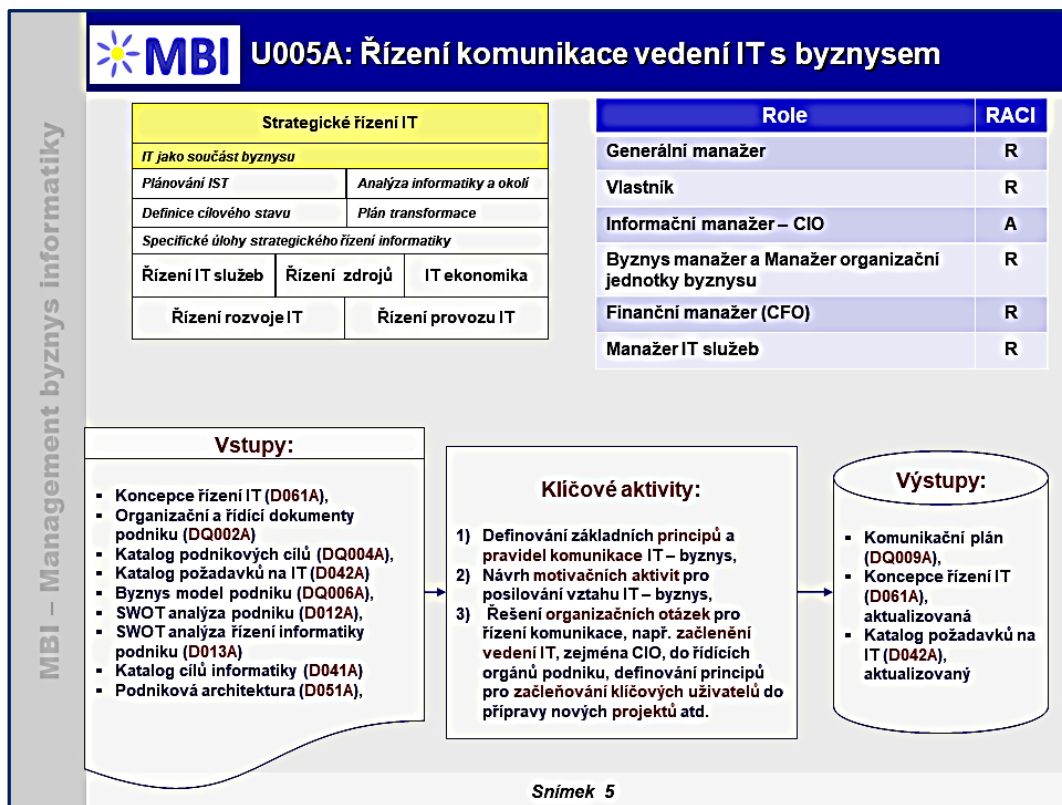 MBI
U005A: Řízení komunikace vedení IT s byznysem
MBI – Management byznys informatiky
Strategické řízení IT
IT jako součást byznysu
Plánování IST
Analýza informatiky a okolí
Definice cílového stavu
Plán transformace
Specifické úlohy strategického řízení informatiky
Řízení IT služeb
Řízení zdrojů
IT ekonomika
Řízení rozvoje IT
Řízení provozu IT
Role RACI
Generální manažer R
Vlastník R
Informační manažer – CIO A
Byznys manažer a Manažer organizační R
jednotky byznysu
Finanční manažer (CFO) R
Manažer IT služeb R
Vstupy:
▪ Koncepce řízení IT (D061A),
▪ Organizační a řídící dokumenty
podniku (DQ002A)
▪ Katalog podnikových cílů (DQ004A),
▪ Katalog požadavků na IT (D042A)
▪ Byznys model podniku (DQ006A),
▪ SWOT analýza podniku (D012A)
▪ SWOT analýza řízení informatiky
podniku (D013A)
▪ Katalog cílů informatiky (D041A)
▪ Podniková architektura (D051A),
Klíčové aktivity:
1) Definování základních principů a
pravidel komunikace IT – byznys,
2) Návrh motivačních aktivit pro
posilování vztahu IT – byznys,
3) Řešení organizačních otázek pro
řízení komunikace, např. začlenění
vedení IT, zejména CIO, do řídících
orgánů podniku, definování principů
pro začleňování klíčových uživatelů do
přípravy nových projektů atd.
Výstupy:
▪ Komunikační plán
(DQ009A),
▪ Koncepce řízení IT
(D061A),
aktualizovaná
▪ Katalog požadavků na
IT (D042A),
aktualizovaný
Snímek 5